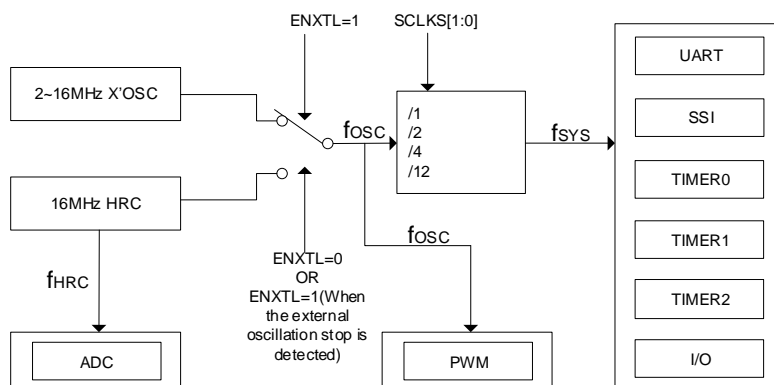 ENXTL=1
SCLKS[1:0]
2~16MHz X'OSC
16MHz HRC
fHRC
ADC
fOSC
/1
/2
/4
/12
fSYS
fOSC
ENXTL=0
OR
ENXTL=1(When
the external
oscillation stop is
detected)
PWM
UART
SSI
TIMER0
TIMER1
TIMER2
I/O